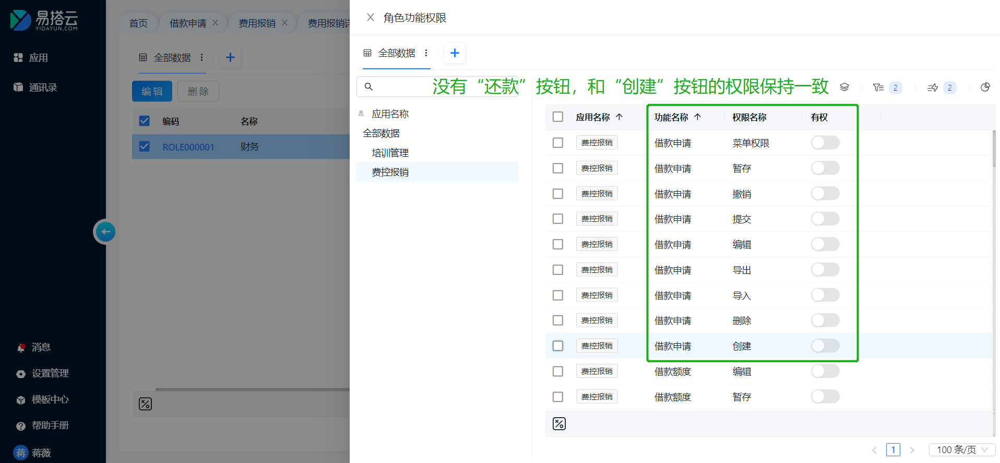 易搭云
YIDAYUN.COM
应用
通讯录
消息
设置管理
模板中心
帮助手册
蒋 蒋薇
首页 借款申请 费用报销
全部数据
编 辑 删 除
编码 名称
ROLE000001 财务
角色功能权限
全部数据
没有“还款”按钮，和“创建”按钮的权限保持一致
2 2
应用名称
全部数据
培训管理
费控报销
应用名称 功能名称 权限名称 有权
费控报销 借款申请 菜单权限
费控报销 借款申请 暂存
费控报销 借款申请 撤销
费控报销 借款申请 提交
费控报销 借款申请 编辑
费控报销 借款申请 导出
费控报销 借款申请 导入
费控报销 借款申请 删除
费控报销 借款申请 创建
费控报销 借款额度 编辑
费控报销 借款额度 暂存
1 100 条/页